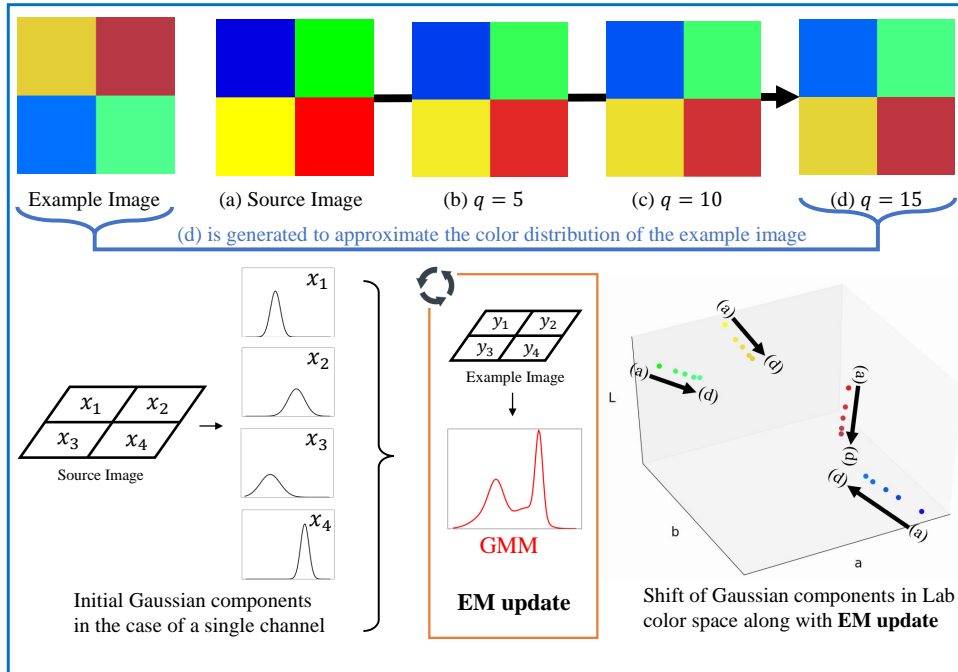 Example Image
(a) Source Image
(b) q = 5
(c) q = 10
(d) q = 15
(d) is generated to approximate the color distribution of the example image
x₁
x₂
x₃
x₄
x₁ x₂
x₃ x₄
Source Image
Initial Gaussian components
in the case of a single channel
y₁ y₂
y₃ y₄
Example Image
GMM
EM update
(a)
(d)
(a)
(d)
(a)
(d)
(d)
(a)
L
b
a
Shift of Gaussian components in Lab
color space along with EM update